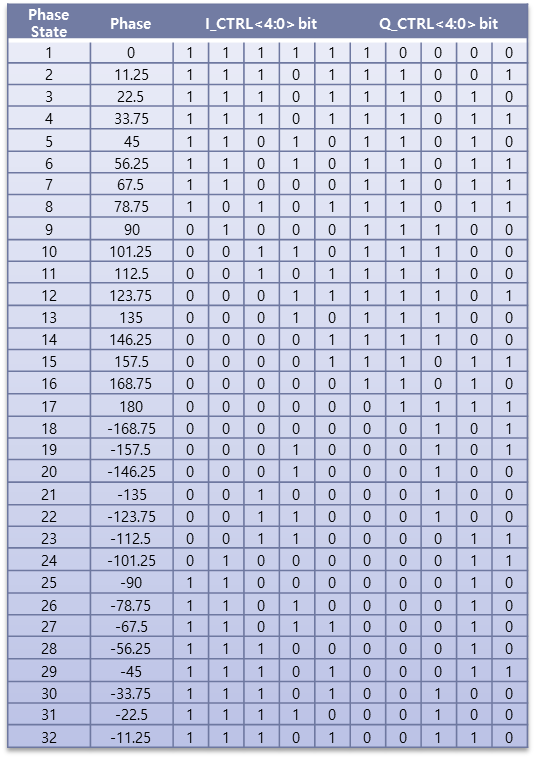 Phase State Phase I_CTRL<4:0> bit Q_CTRL<4:0> bit
1 0 1 1 1 1 1 1 0 0 0 0
2 11.25 1 1 1 0 1 1 1 0 0 1
3 22.5 1 1 1 0 1 1 1 0 1 0
4 33.75 1 1 1 0 1 1 1 0 1 1
5 45 1 1 0 1 0 1 1 0 1 0
6 56.25 1 1 0 1 0 1 1 0 1 1
7 67.5 1 1 0 0 0 1 1 0 1 1
8 78.75 1 0 1 0 1 1 1 0 1 1
9 90 0 1 0 0 0 1 1 1 0 0
10 101.25 0 0 1 1 0 1 1 1 0 0
11 112.5 0 0 1 0 1 1 1 1 0 0
12 123.75 0 0 0 1 1 1 1 1 0 1
13 135 0 0 0 1 0 1 1 1 0 0
14 146.25 0 0 0 0 1 1 1 1 0 0
15 157.5 0 0 0 0 1 1 1 0 1 1
16 168.75 0 0 0 0 0 1 1 0 1 0
17 180 0 0 0 0 0 0 1 1 1 1
18 -168.75 0 0 0 0 0 0 0 1 0 1
19 -157.5 0 0 0 1 0 0 0 1 0 1
20 -146.25 0 0 0 1 0 0 0 1 0 0
21 -135 0 0 1 0 0 0 0 1 0 0
22 -123.75 0 0 1 1 0 0 0 1 0 0
23 -112.5 0 0 1 1 0 0 0 0 1 1
24 -101.25 0 1 0 0 0 0 0 0 1 1
25 -90 1 1 0 0 0 0 0 0 1 0
26 -78.75 1 1 0 1 0 0 0 0 1 0
27 -67.5 1 1 0 1 1 0 0 0 1 0
28 -56.25 1 1 1 0 0 0 0 0 1 0
29 -45 1 1 1 0 1 0 0 0 1 1
30 -33.75 1 1 1 0 1 0 0 1 0 0
31 -22.5 1 1 1 1 0 0 0 1 0 0
32 -11.25 1 1 1 0 1 0 0 1 1 0